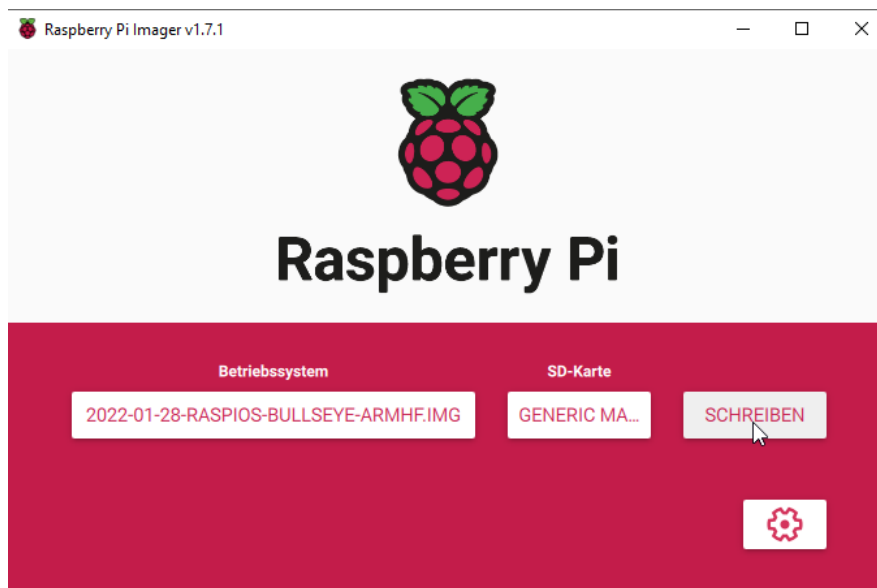 Raspberry Pi Imager v1.7.1
Raspberry Pi
Betriebssystem
SD-Karte
2022-01-28-RASPIOS-BULLSEYE-ARMHF.IMG
GENERIC MA...
SCHREIBEN